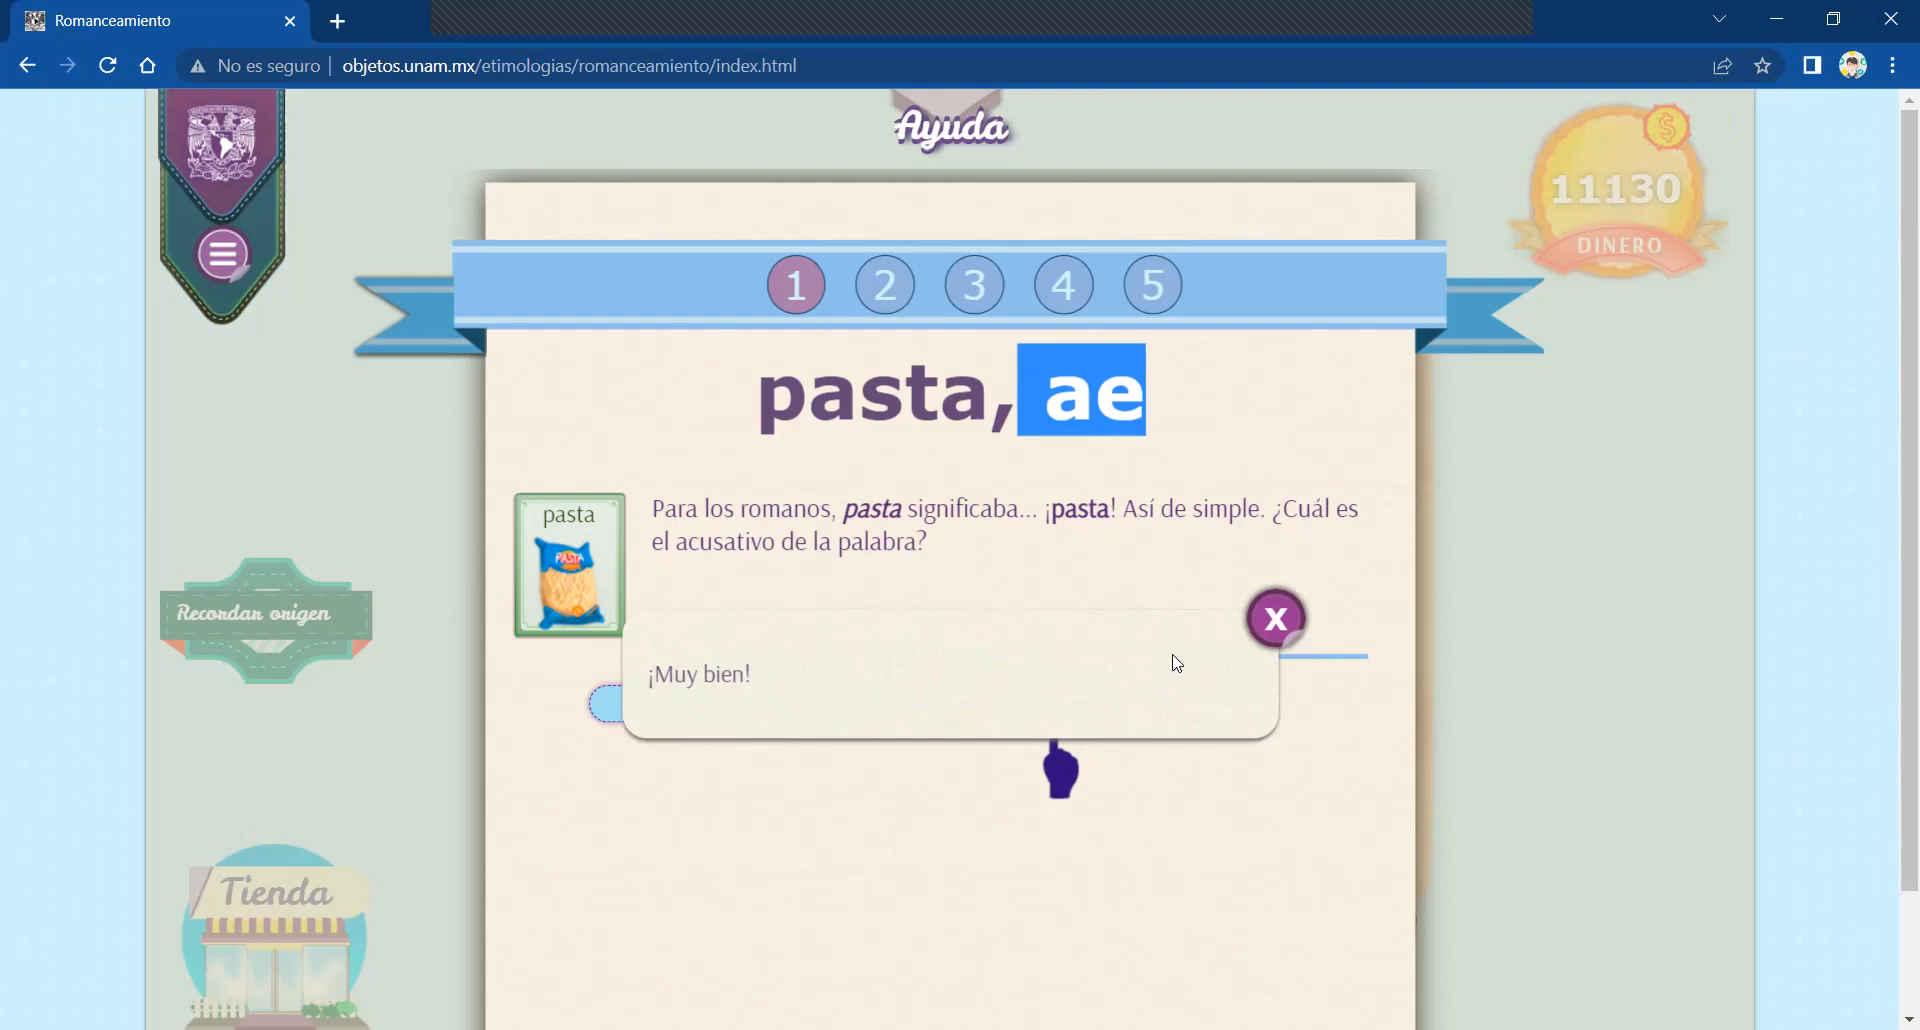 Romanceamiento
No es seguro
objetos.unam.mx/etimologias/romanceamiento/index.html
Ayuda
$
11130
DINERO
1 2 3 4 5
pasta, ae
pasta
PASTA
Para los romanos, pasta significaba... ¡pasta! Así de simple. ¿Cuál es
el acusativo de la palabra?
Recordar origen
X
¡Muy bien!
Tienda